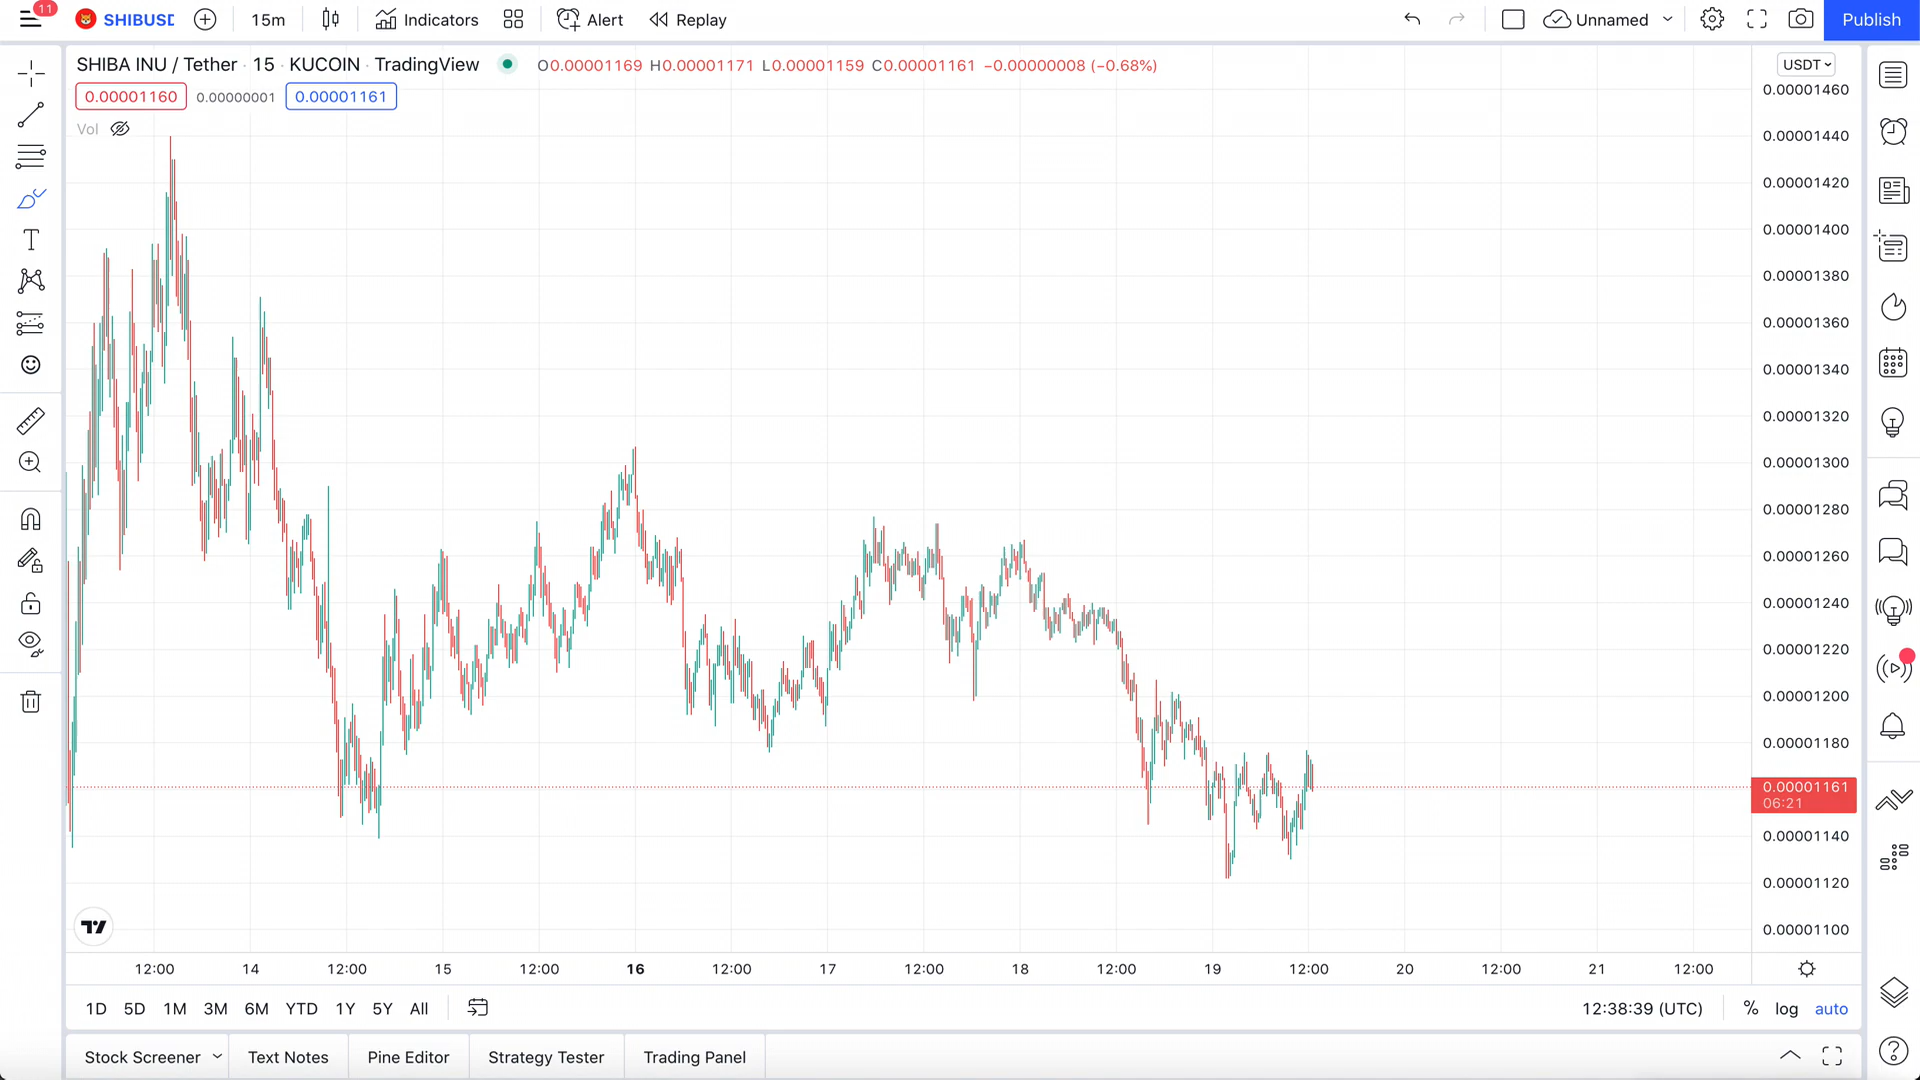 11
SHIBUSD
15m
Indicators
Alert
Replay
Unnamed
Publish
SHIBA INU / Tether · 15 · KUCOIN · TradingView
O0.00001169 H0.00001171 L0.00001159 C0.00001161 −0.00000008 (−0.68%)
USDT
0.00001160
0.00000001
0.00001161
Vol
0.00001460
0.00001440
0.00001420
0.00001400
0.00001380
0.00001360
0.00001340
0.00001320
0.00001300
0.00001280
0.00001260
0.00001240
0.00001220
0.00001200
0.00001180
0.00001161
06:21
0.00001140
0.00001120
0.00001100
12:00 14 12:00 15 12:00 16 12:00 17 12:00 18 12:00 19 12:00 20 12:00 21 12:00
1D 5D 1M 3M 6M YTD 1Y 5Y All
12:38:39 (UTC)
% log auto
Stock Screener
Text Notes
Pine Editor
Strategy Tester
Trading Panel